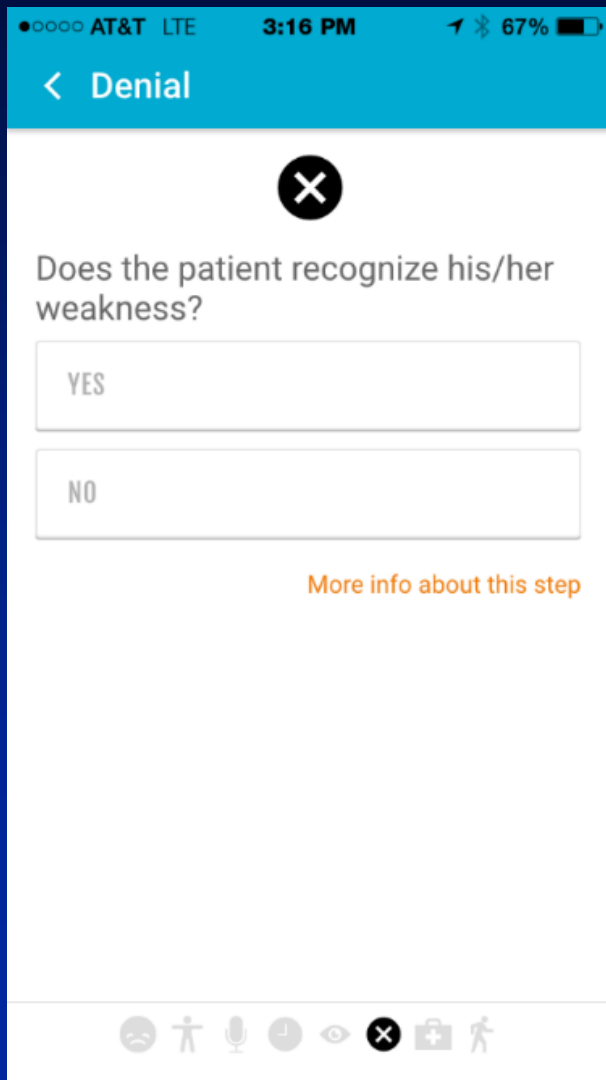 AT&T LTE 3:16 PM 67%
Denial
Does the patient recognize his/her
weakness?
YES
NO
More info about this step